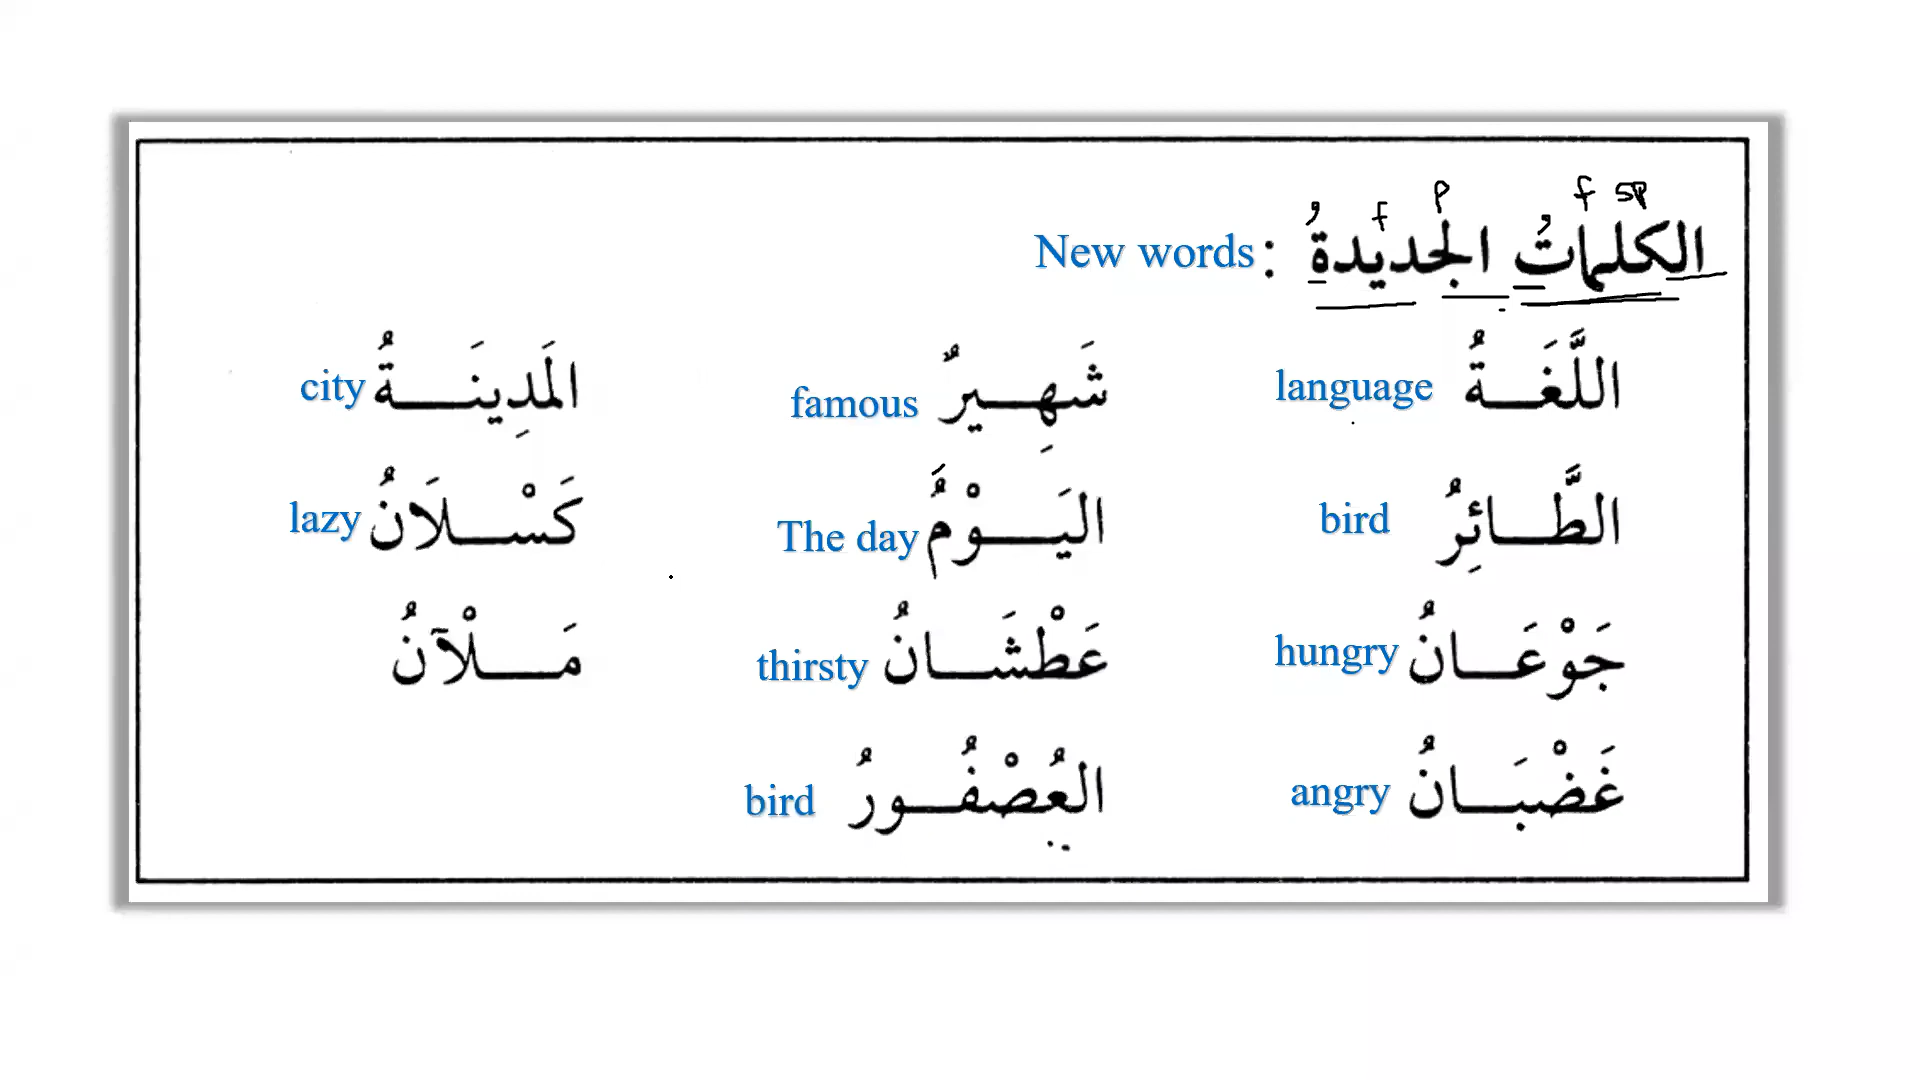 الكلماتُ الجديدةُ : New words
اللُّغَةُ language شَهِيرٌ famous المَدِينَةُ city
الطَّائِرُ bird اليَوْمُ The day كَسْلَانُ lazy
جَوْعَانُ hungry عَطْشَانُ thirsty مَلْآنُ
غَضْبَانُ angry العُصْفُورُ bird